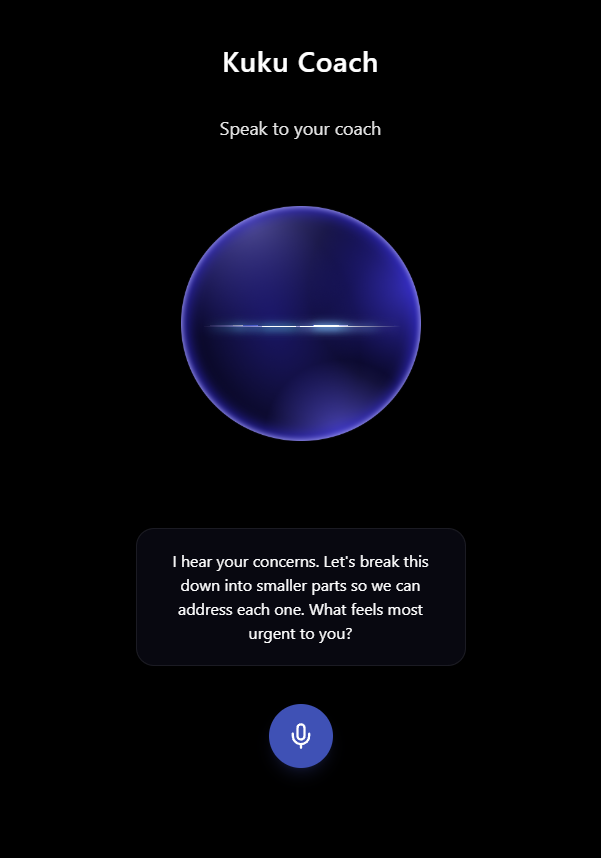 Kuku Coach
Speak to your coach
I hear your concerns. Let's break this
down into smaller parts so we can
address each one. What feels most
urgent to you?